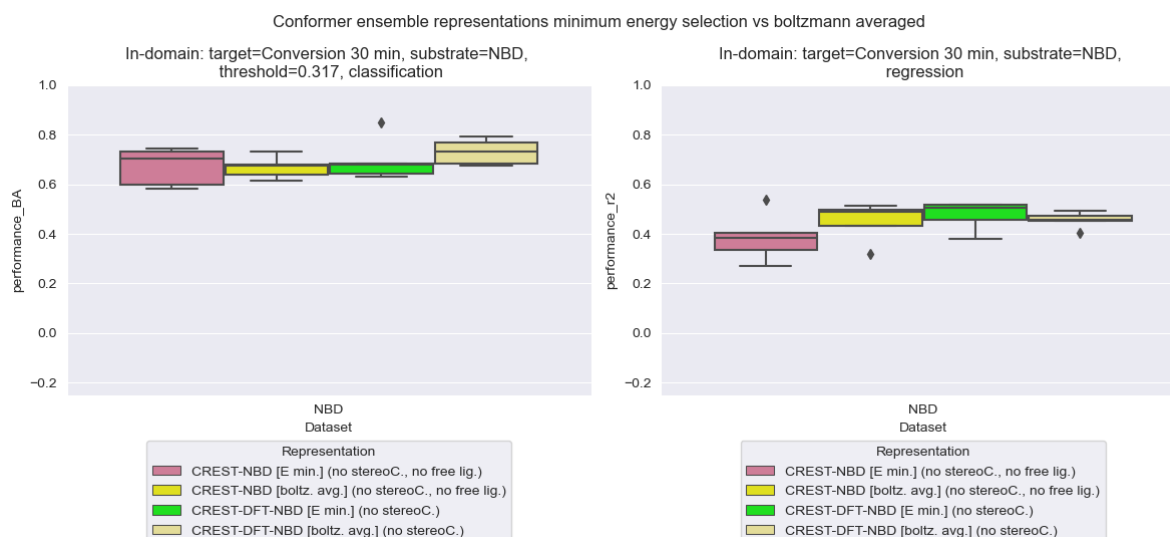 Conformer ensemble representations minimum energy selection vs boltzmann averaged
In-domain: target=Conversion 30 min, substrate=NBD,
threshold=0.317, classification
1.0
0.8
0.6
0.4
0.2
0.0
−0.2
performance_BA
NBD
Dataset
Representation
CREST-NBD [E min.] (no stereoC., no free lig.)
CREST-NBD [boltz. avg.] (no stereoC., no free lig.)
CREST-DFT-NBD [E min.] (no stereoC.)
CREST-DFT-NBD [boltz. avg.] (no stereoC.)
In-domain: target=Conversion 30 min, substrate=NBD,
regression
1.0
0.8
0.6
0.4
0.2
0.0
−0.2
performance_r2
NBD
Dataset
Representation
CREST-NBD [E min.] (no stereoC., no free lig.)
CREST-NBD [boltz. avg.] (no stereoC., no free lig.)
CREST-DFT-NBD [E min.] (no stereoC.)
CREST-DFT-NBD [boltz. avg.] (no stereoC.)